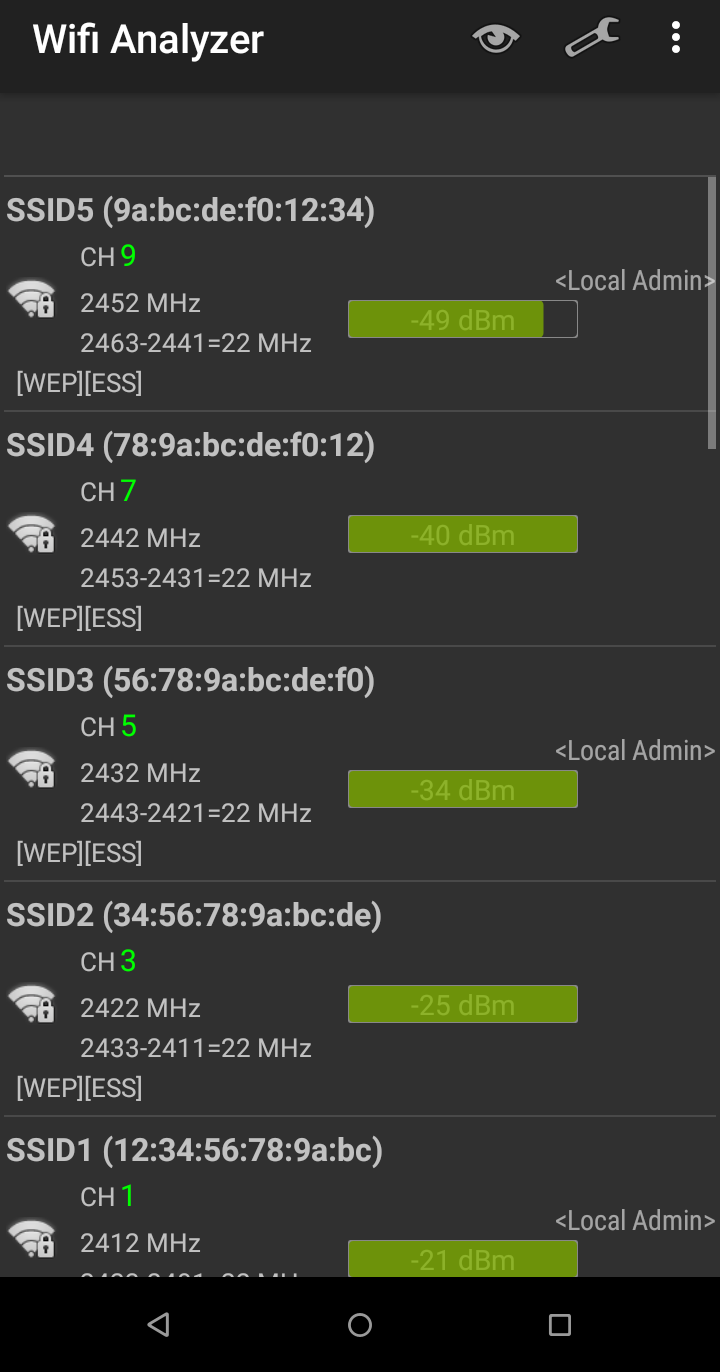 Wifi Analyzer
SSID5 (9a:bc:de:f0:12:34)
CH 9
<Local Admin>
2452 MHz
-49 dBm
2463-2441=22 MHz
[WEP][ESS]
SSID4 (78:9a:bc:de:f0:12)
CH 7
2442 MHz
-40 dBm
2453-2431=22 MHz
[WEP][ESS]
SSID3 (56:78:9a:bc:de:f0)
CH 5
<Local Admin>
2432 MHz
-34 dBm
2443-2421=22 MHz
[WEP][ESS]
SSID2 (34:56:78:9a:bc:de)
CH 3
2422 MHz
-25 dBm
2433-2411=22 MHz
[WEP][ESS]
SSID1 (12:34:56:78:9a:bc)
CH 1
<Local Admin>
2412 MHz
-21 dBm